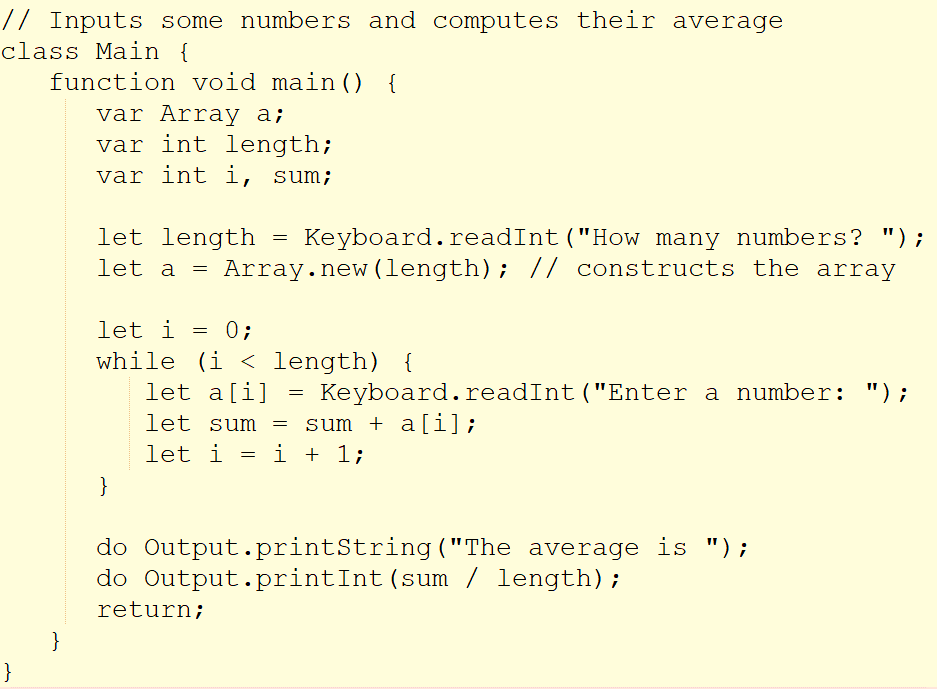 // Inputs some numbers and computes their average
class Main {
   function void main() {
      var Array a;
      var int length;
      var int i, sum;

      let length = Keyboard.readInt("How many numbers? ");
      let a = Array.new(length); // constructs the array

      let i = 0;
      while (i < length) {
         let a[i] = Keyboard.readInt("Enter a number: ");
         let sum = sum + a[i];
         let i = i + 1;
      }

      do Output.printString("The average is ");
      do Output.printInt(sum / length);
      return;
   }
}